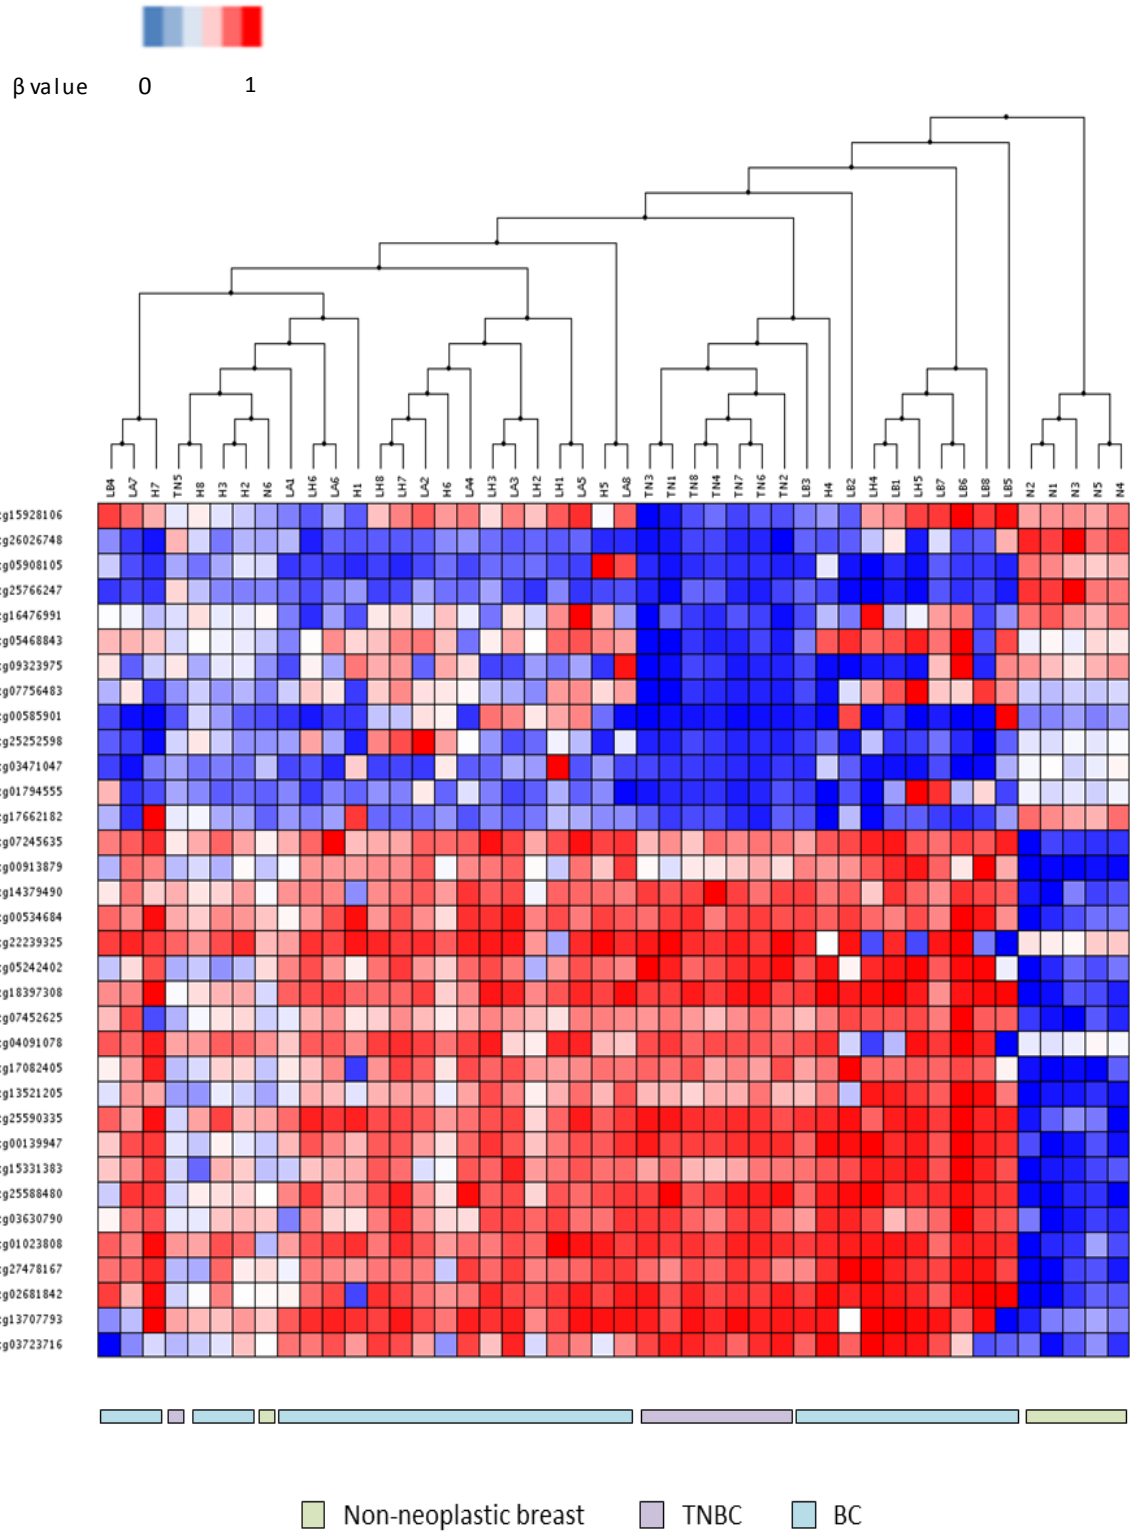 β value 0 1
LB4 LA7 H7 TN5 H8 H3 H2 N6 LA1 LH6 LA6 H1 LH8 LH7 LA2 H6 LA4 LH3 LA3 LH2 LH1 LA5 H5 LA8 TN3 TN1 TN8 TN4 TN7 TN6 TN2 LB3 H4 LB2 LH4 LB1 LH5 LB7 LB6 LB8 LB5 N2 N1 N3 N5 N4
cg15928106
cg26026748
cg05908105
cg25766247
cg16476991
cg05468843
cg09323975
cg07756483
cg00585901
cg25252598
cg03471047
cg01794555
cg17662182
cg07245635
cg00913879
cg14379490
cg00534684
cg22239325
cg05242402
cg18397308
cg07452625
cg04091078
cg17082405
cg13521205
cg25590335
cg00139947
cg15331383
cg25588480
cg03630790
cg01023808
cg27478167
cg02681842
cg13707793
cg03723716
Non-neoplastic breast TNBC BC